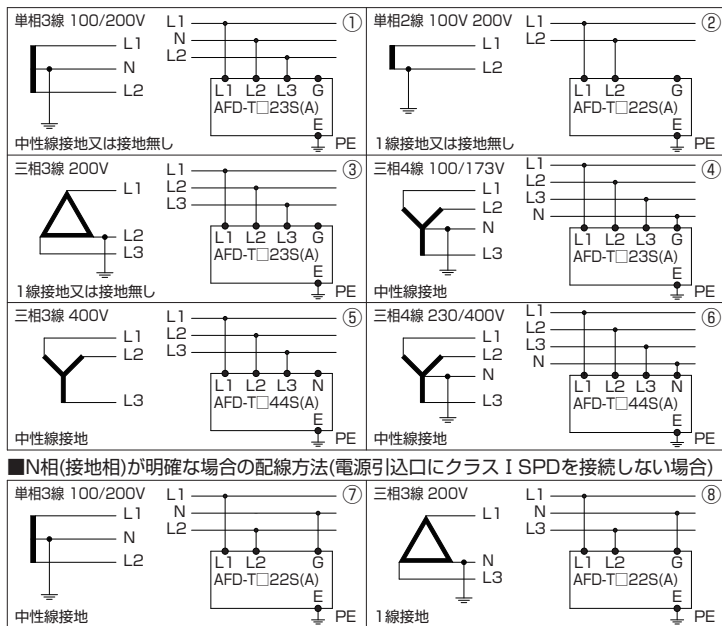 単相3線 100/200V
L1
N
L2
中性線接地又は接地無し
L1
N
L2
①
L1 L2 L3 G
AFD-T□23S(A)
E
PE
単相2線 100V 200V
L1
L2
1線接地又は接地無し
L1
L2
②
L1 L2 G
AFD-T□22S(A)
E
PE
三相3線 200V
L1
L2
L3
1線接地又は接地無し
L1
L2
L3
③
L1 L2 L3 G
AFD-T□23S(A)
E
PE
三相4線 100/173V
L1
L2
N
L3
中性線接地
L1
L2
L3
N
④
L1 L2 L3 G
AFD-T□23S(A)
E
PE
三相3線 400V
L1
L2
L3
中性線接地
L1
L2
L3
⑤
L1 L2 L3 N
AFD-T□44S(A)
E
PE
三相4線 230/400V
L1
L2
N
L3
中性線接地
L1
L2
L3
N
⑥
L1 L2 L3 N
AFD-T□44S(A)
E
PE
■N相(接地相)が明確な場合の配線方法(電源引込口にクラスⅠSPDを接続しない場合)
単相3線 100/200V
L1
N
L2
中性線接地
L1
N
L2
⑦
L1 L2 G
AFD-T□22S(A)
E
PE
三相3線 200V
L1
N
L3
1線接地
L1
N
L3
⑧
L1 L2 G
AFD-T□22S(A)
E
PE